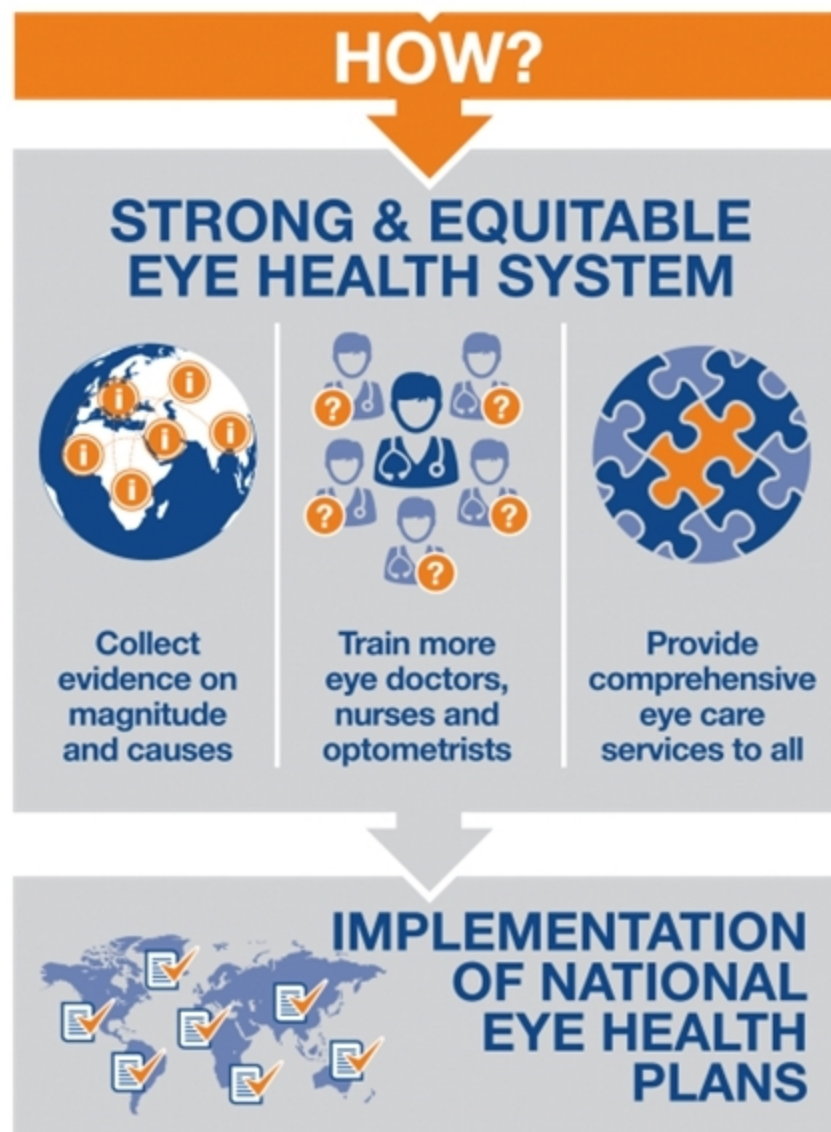 HOW?
STRONG & EQUITABLE
EYE HEALTH SYSTEM
i
i
i
i
i
i
?
?
?
?
?
Collect
evidence on
magnitude
and causes
Train more
eye doctors,
nurses and
optometrists
Provide
comprehensive
eye care
services to all
IMPLEMENTATION
OF NATIONAL
EYE HEALTH
PLANS